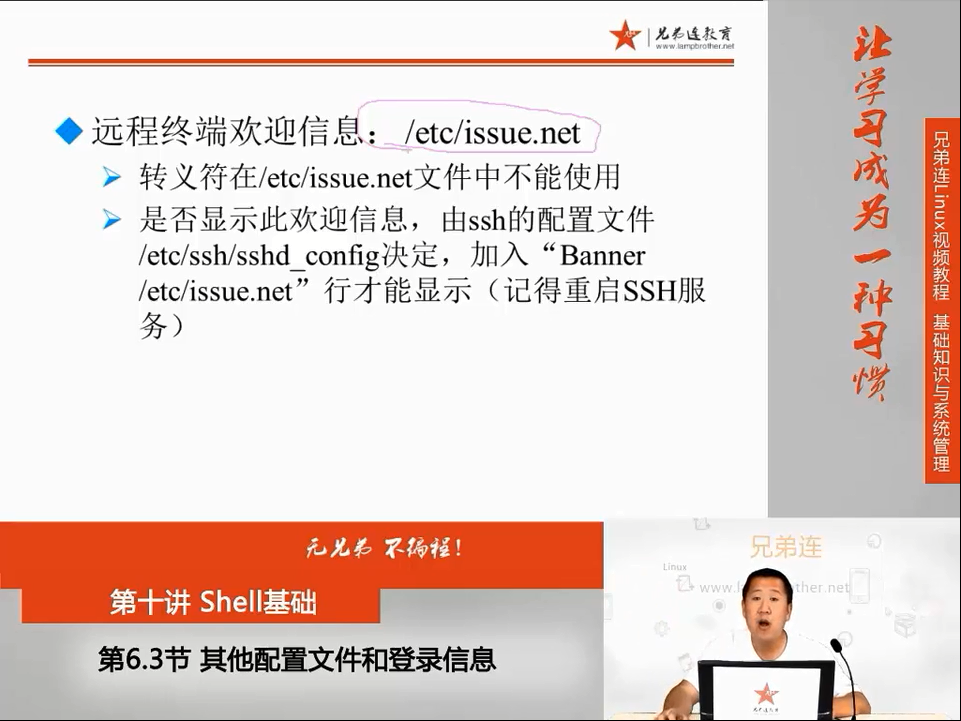 兄弟连教育
www.lampbrother.net
远程终端欢迎信息：/etc/issue.net
转义符在/etc/issue.net文件中不能使用
是否显示此欢迎信息，由ssh的配置文件
/etc/ssh/sshd_config决定，加入“Banner
/etc/issue.net”行才能显示（记得重启SSH服
务）
让学习成为一种习惯
兄弟连Linux视频教程 基础知识与系统管理
无兄弟 不编程！
第十讲 Shell基础
第6.3节 其他配置文件和登录信息
兄弟连
Linux